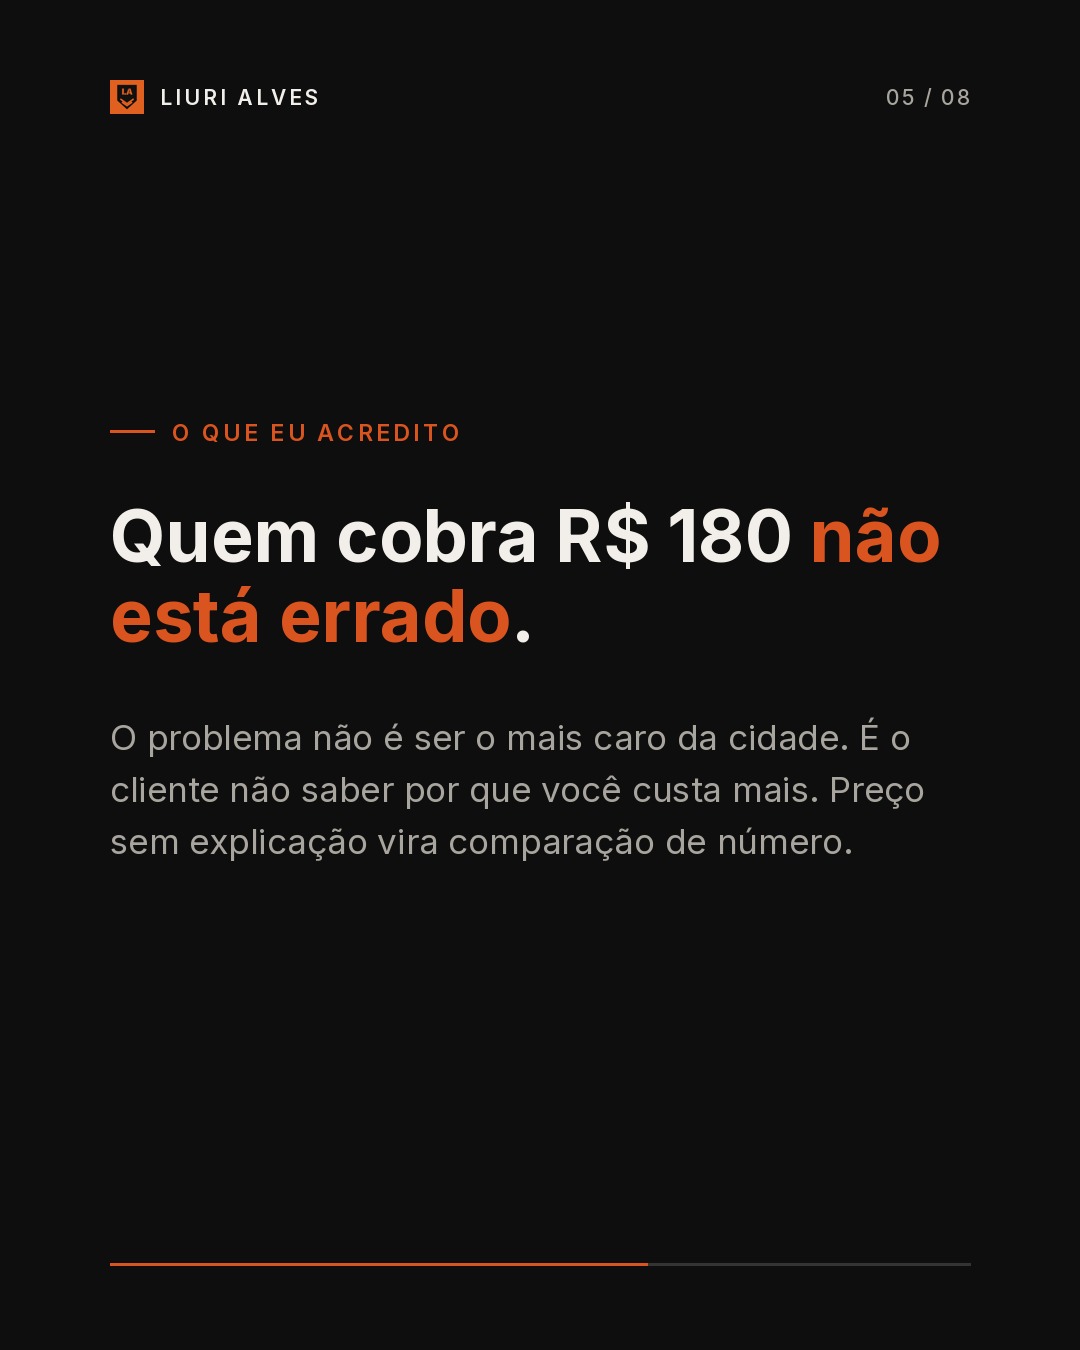 LA
LIURI ALVES
05 / 08
O QUE EU ACREDITO
Quem cobra R$ 180 não
está errado.
O problema não é ser o mais caro da cidade. É o
cliente não saber por que você custa mais. Preço
sem explicação vira comparação de número.